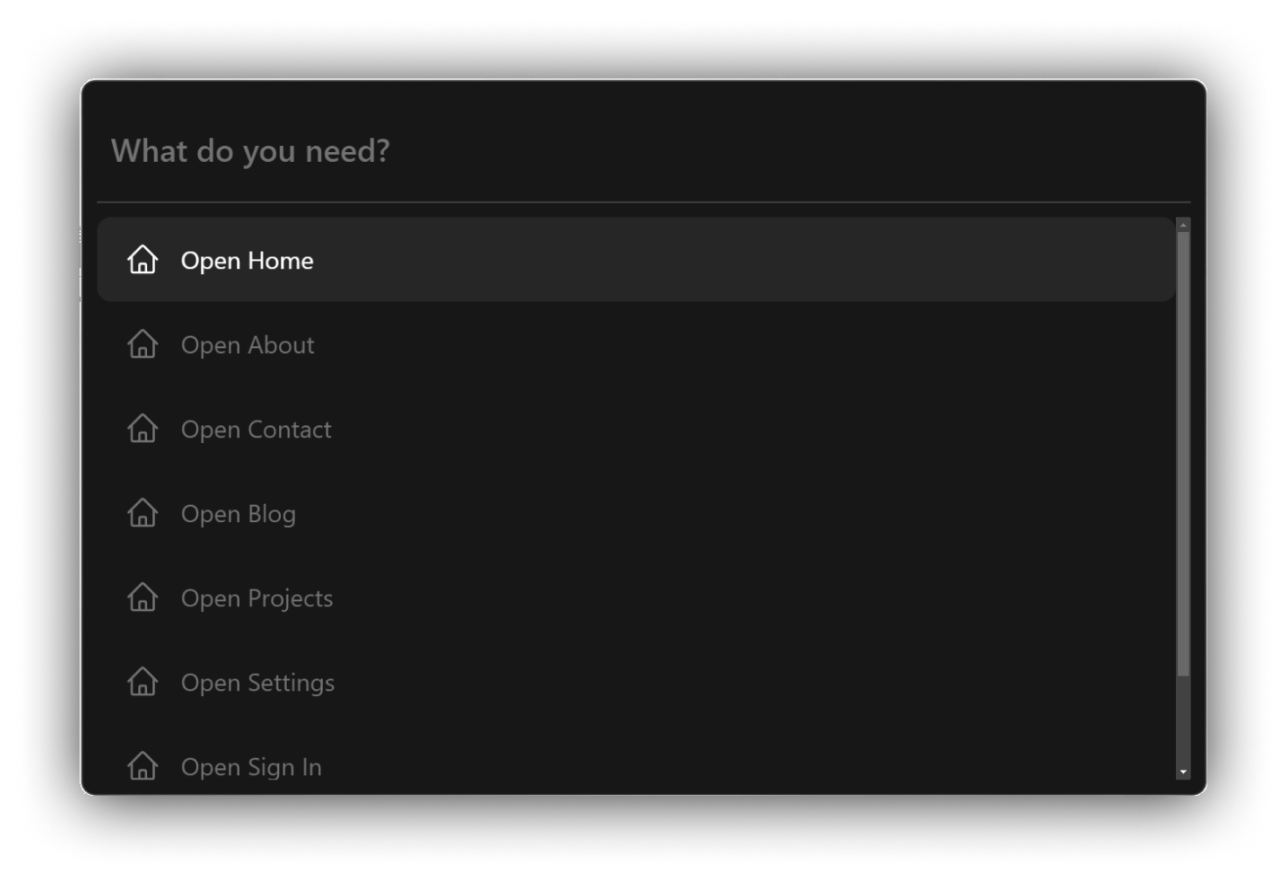 What do you need?
Open Home
Open About
Open Contact
Open Blog
Open Projects
Open Settings
Open Sign In